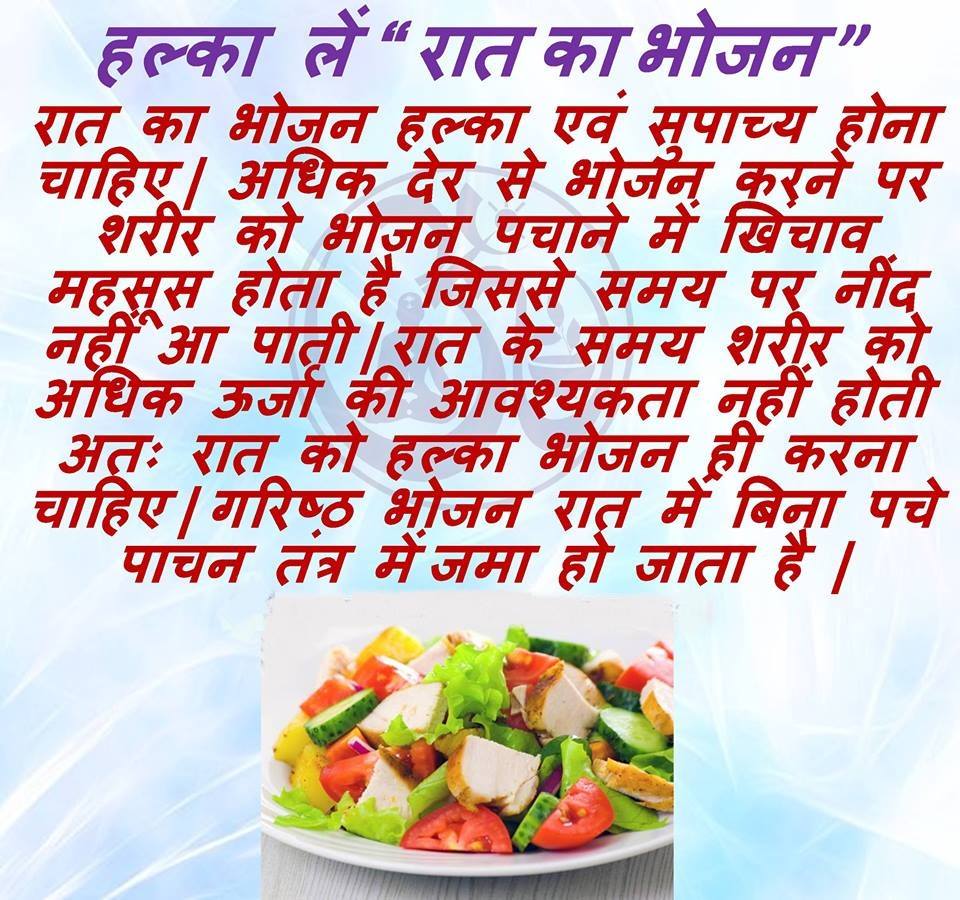 हल्का लें “रात का भोजन”
रात का भोजन हल्का एवं सुपाच्य होना
चाहिए| अधिक देर से भोजन करने पर
शरीर को भोजन पचाने में खिंचाव
महसूस होता है जिससे समय पर नींद
नहीं आ पाती|रात के समय शरीर को
अधिक ऊर्जा की आवश्यकता नहीं होती
अतः रात को हल्का भोजन ही करना
चाहिए|गरिष्ठ भोजन रात में बिना पचे
पाचन तंत्र में जमा हो जाता है |